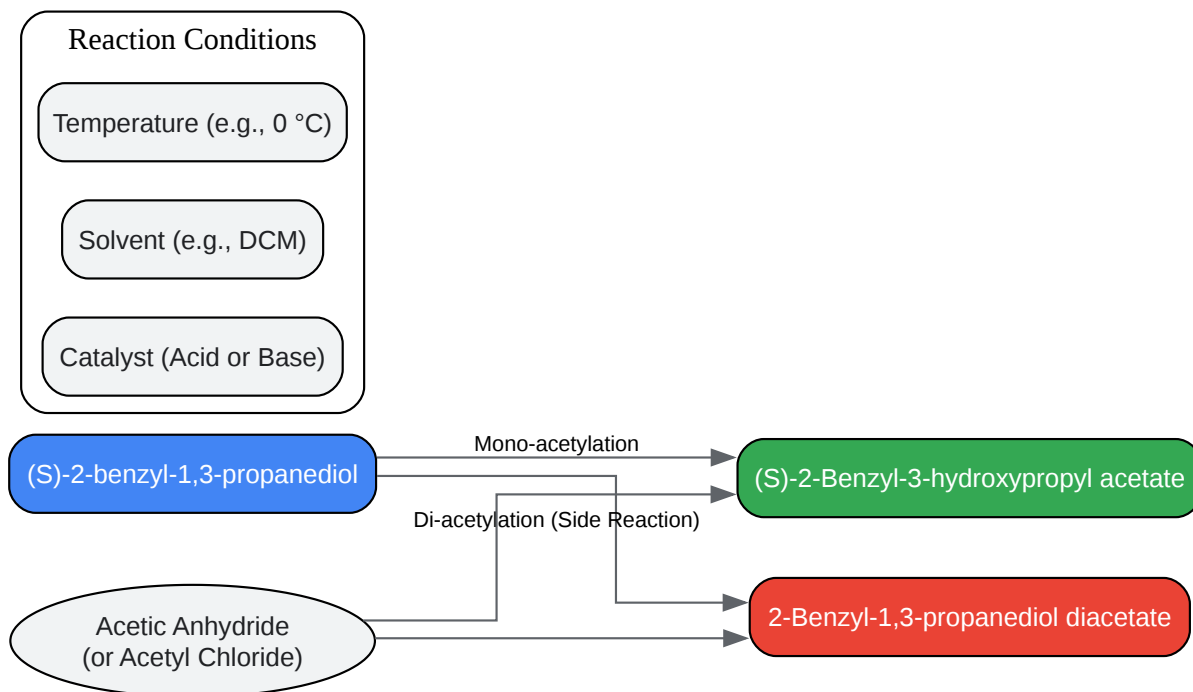 Reaction Conditions
Temperature (e.g., 0 °C)
Solvent (e.g., DCM)
Catalyst (Acid or Base)
(S)-2-benzyl-1,3-propanediol
Mono-acetylation
(S)-2-Benzyl-3-hydroxypropyl acetate
Di-acetylation (Side Reaction)
Acetic Anhydride
(or Acetyl Chloride)
2-Benzyl-1,3-propanediol diacetate